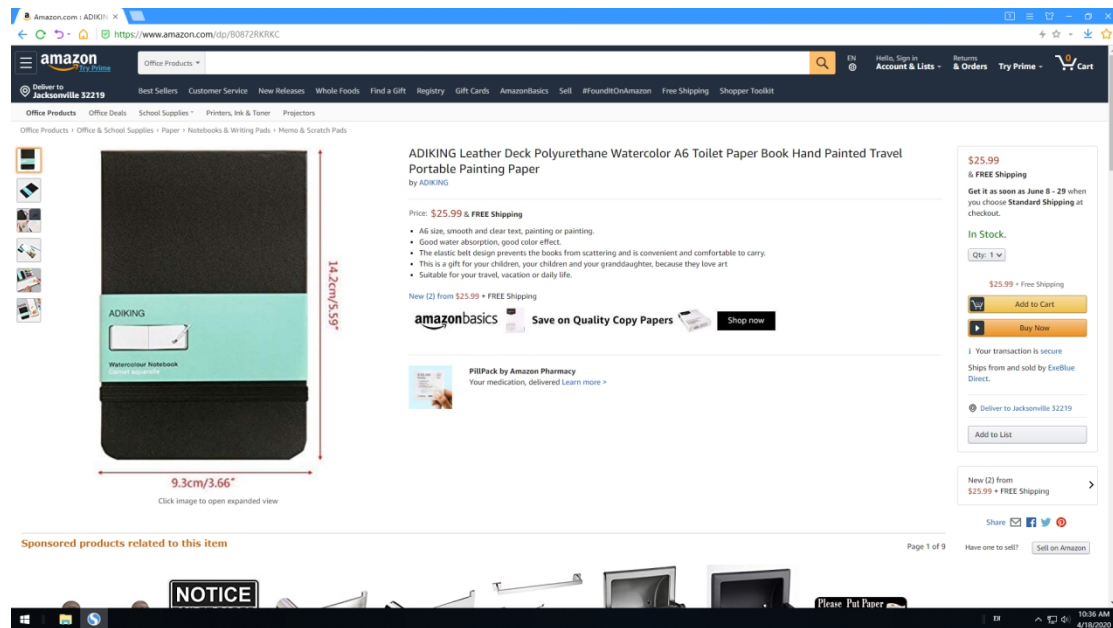 Amazon.com : ADIKIN
https://www.amazon.com/dp/B0872RKRKC
amazon
Try Prime
Office Products
EN
Hello, Sign in
Account & Lists
Returns
& Orders
Try Prime
0
Cart
Deliver to
Jacksonville 32219
Best Sellers Customer Service New Releases Whole Foods Find a Gift Registry Gift Cards AmazonBasics Sell #FoundItOnAmazon Free Shipping Shopper Toolkit
Office Products Office Deals School Supplies Printers, Ink & Toner Projectors
Office Products › Office & School Supplies › Paper › Notebooks & Writing Pads › Memo & Scratch Pads
ADIKING
Watercolour Notebook
14.2cm/5.59"
9.3cm/3.66"
Click image to open expanded view
ADIKING Leather Deck Polyurethane Watercolor A6 Toilet Paper Book Hand Painted Travel
Portable Painting Paper
by ADIKING
Price: $25.99 & FREE Shipping
• A6 size, smooth and clear text, painting or painting.
• Good water absorption, good color effect.
• The elastic belt design prevents the books from scattering and is convenient and comfortable to carry.
• This is a gift for your children, your children and your granddaughter, because they love art
• Suitable for your travel, vacation or daily life.
New (2) from $25.99 + FREE Shipping
amazonbasics Save on Quality Copy Papers Shop now
PillPack by Amazon Pharmacy
Your medication, delivered Learn more >
$25.99
& FREE Shipping
Get it as soon as June 8 - 29 when
you choose Standard Shipping at
checkout.
In Stock.
Qty: 1
$25.99 + Free Shipping
Add to Cart
Buy Now
Your transaction is secure
Ships from and sold by ExeBlue
Direct.
Deliver to Jacksonville 32219
Add to List
New (2) from
$25.99 + FREE Shipping
Share
Have one to sell? Sell on Amazon
Sponsored products related to this item
Page 1 of 9
NOTICE
Please Put Paper
10:36 AM
4/18/2020